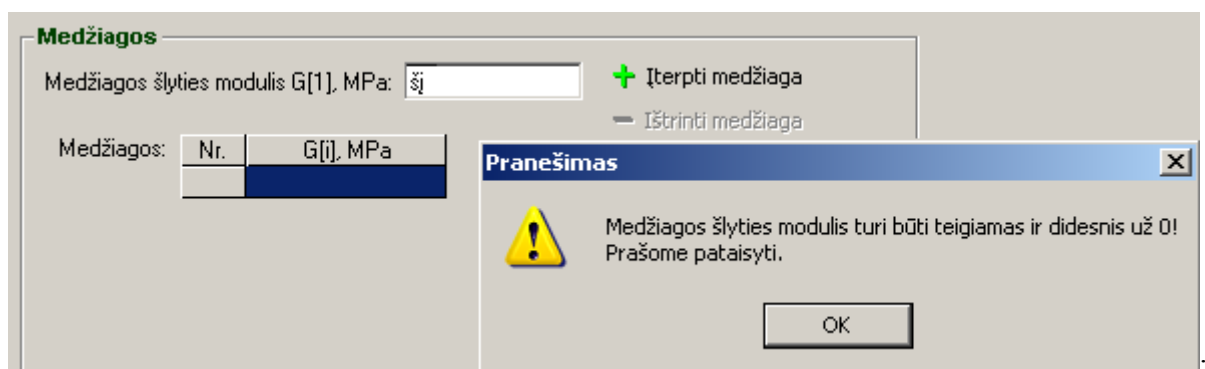 Medžiagos
Medžiagos šlyties modulis G[1], MPa: šį
Įterpti medžiaga
Ištrinti medžiaga
Medžiagos: Nr. G[i], MPa
Pranešimas
Medžiagos šlyties modulis turi būti teigiamas ir didesnis už 0!
Prašome pataisyti.
OK
.